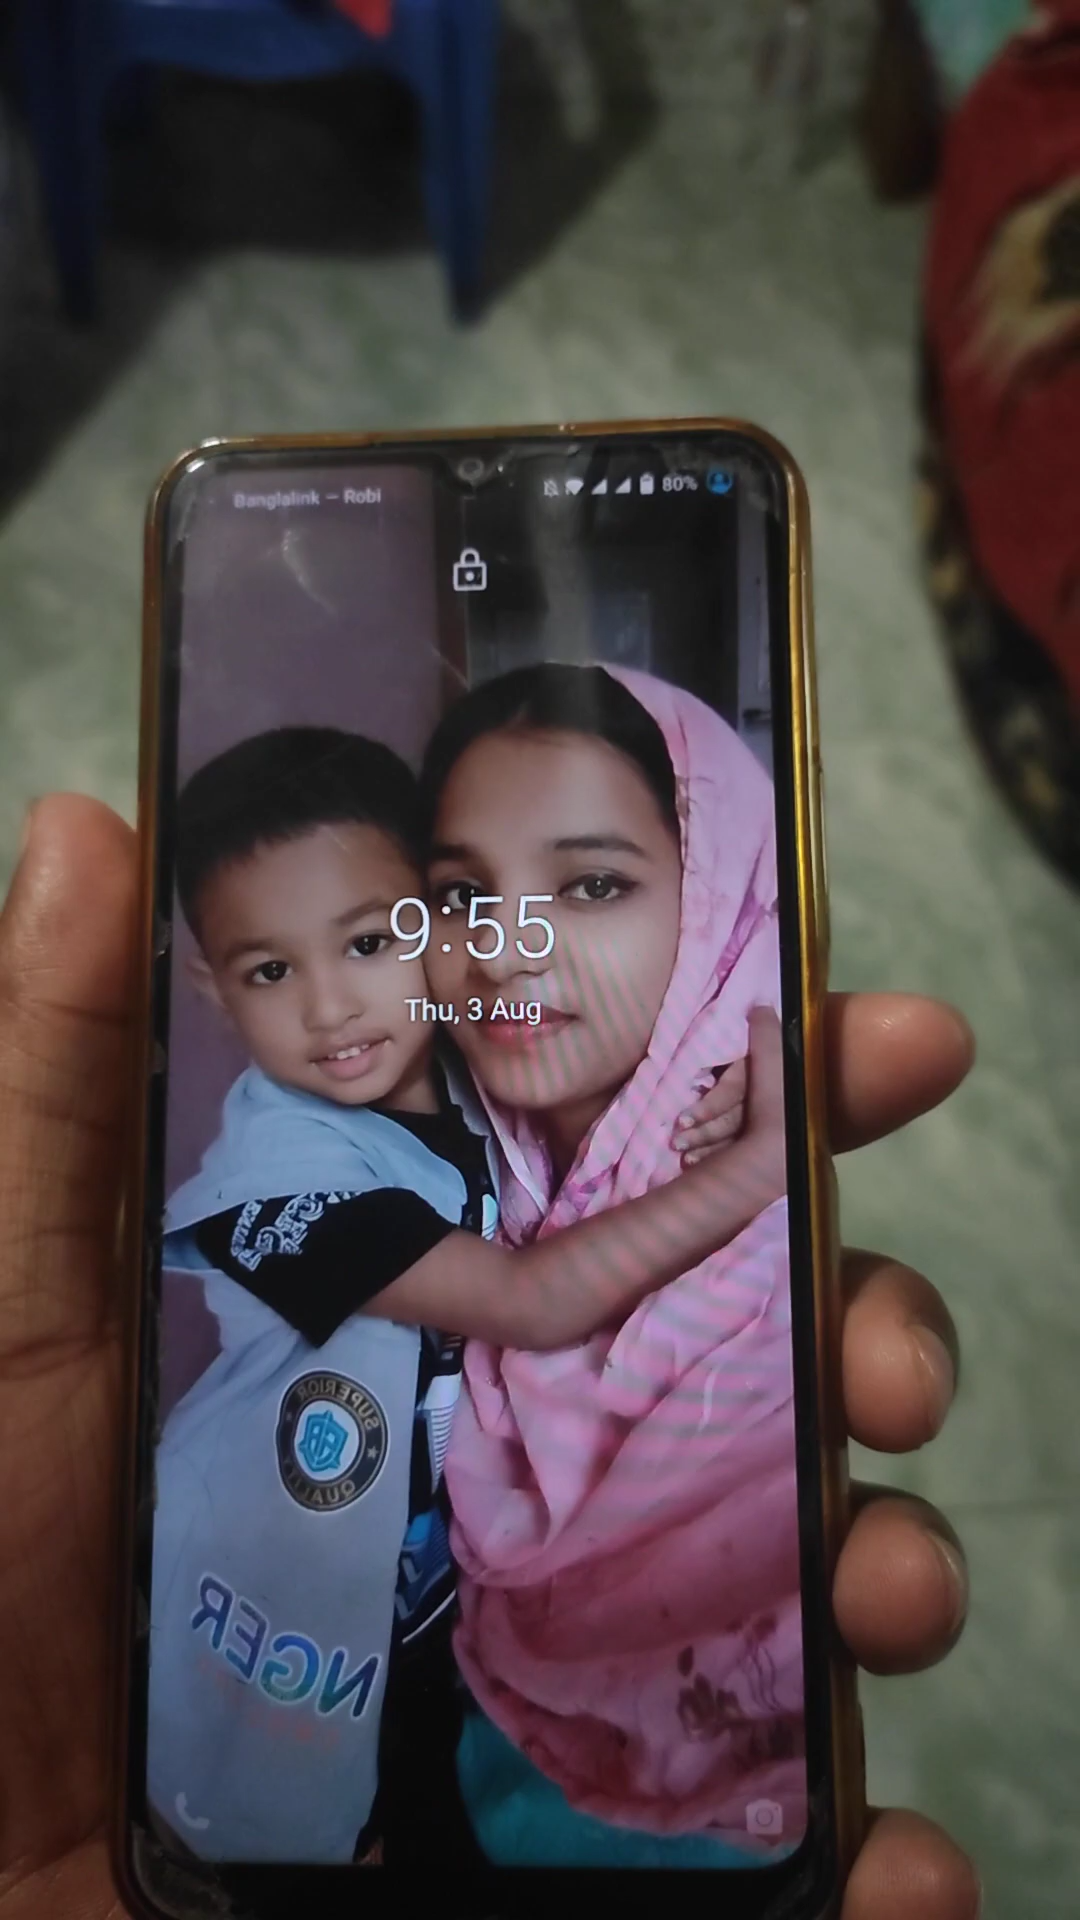 Banglalink — Robi
80%
9:55
Thu, 3 Aug
SUPERIOR
QUALITY
NGER